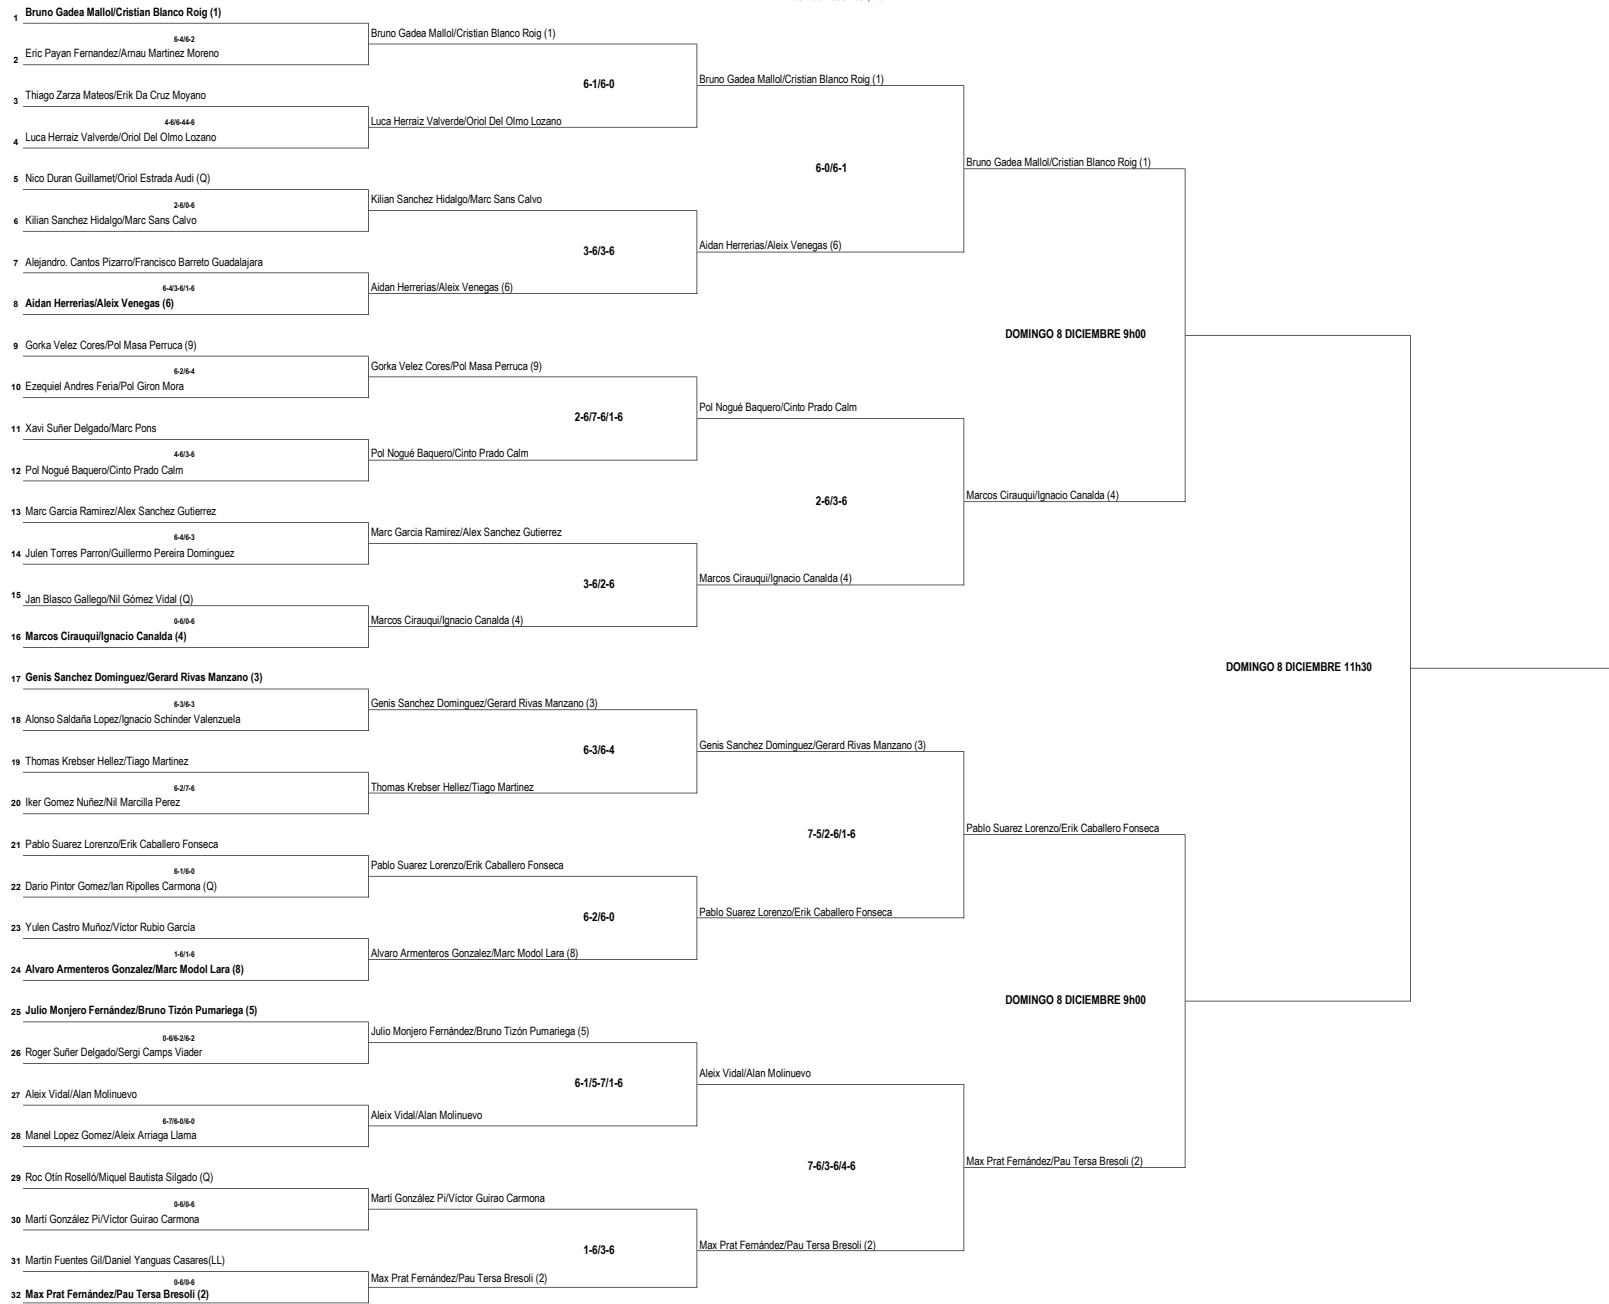 1 Bruno Gadea Mallol/Cristian Blanco Roig (1)
6-4/6-2
2 Eric Payan Fernandez/Arnau Martinez Moreno
3 Thiago Zarza Mateos/Erik Da Cruz Moyano
4-6/6-44-6
4 Luca Herraiz Valverde/Oriol Del Olmo Lozano
5 Nico Duran Guillamet/Oriol Estrada Audi (Q)
2-6/0-6
6 Kilian Sanchez Hidalgo/Marc Sans Calvo
7 Alejandro. Cantos Pizarro/Francisco Barreto Guadalajara
6-4/3-6/1-6
8 Aidan Herrerias/Aleix Venegas (6)
9 Gorka Velez Cores/Pol Masa Perruca (9)
6-2/6-4
10 Ezequiel Andres Feria/Pol Giron Mora
11 Xavi Suñer Delgado/Marc Pons
4-6/3-6
12 Pol Nogué Baquero/Cinto Prado Calm
13 Marc Garcia Ramirez/Alex Sanchez Gutierrez
6-4/6-3
14 Julen Torres Parron/Guillermo Pereira Dominguez
15 Jan Blasco Gallego/Nil Gómez Vidal (Q)
0-6/0-6
16 Marcos Cirauqui/Ignacio Canalda (4)
17 Genis Sanchez Dominguez/Gerard Rivas Manzano (3)
6-3/6-3
18 Alonso Saldaña Lopez/Ignacio Schinder Valenzuela
19 Thomas Krebser Hellez/Tiago Martinez
6-2/7-6
20 Iker Gomez Nuñez/Nil Marcilla Perez
21 Pablo Suarez Lorenzo/Erik Caballero Fonseca
6-1/6-0
22 Dario Pintor Gomez/Ian Ripolles Carmona (Q)
23 Yulen Castro Muñoz/Víctor Rubio García
1-6/1-6
24 Alvaro Armenteros Gonzalez/Marc Modol Lara (8)
25 Julio Monjero Fernández/Bruno Tizón Pumariega (5)
0-6/6-2/6-2
26 Roger Suñer Delgado/Sergi Camps Viader
27 Aleix Vidal/Alan Molinuevo
6-7/6-0/6-0
28 Manel Lopez Gomez/Aleix Arriaga Llama
29 Roc Otín Roselló/Miquel Bautista Silgado (Q)
0-6/0-6
30 Martí González Pi/Víctor Guirao Carmona
31 Martin Fuentes Gil/Daniel Yanguas Casares(LL)
0-6/0-6
32 Max Prat Fernández/Pau Tersa Bresoli (2)
Bruno Gadea Mallol/Cristian Blanco Roig (1)
6-1/6-0
Luca Herraiz Valverde/Oriol Del Olmo Lozano
Kilian Sanchez Hidalgo/Marc Sans Calvo
3-6/3-6
Aidan Herrerias/Aleix Venegas (6)
Gorka Velez Cores/Pol Masa Perruca (9)
2-6/7-6/1-6
Pol Nogué Baquero/Cinto Prado Calm
Marc Garcia Ramirez/Alex Sanchez Gutierrez
3-6/2-6
Marcos Cirauqui/Ignacio Canalda (4)
Genis Sanchez Dominguez/Gerard Rivas Manzano (3)
6-3/6-4
Thomas Krebser Hellez/Tiago Martinez
Pablo Suarez Lorenzo/Erik Caballero Fonseca
6-2/6-0
Alvaro Armenteros Gonzalez/Marc Modol Lara (8)
Julio Monjero Fernández/Bruno Tizón Pumariega (5)
6-1/5-7/1-6
Aleix Vidal/Alan Molinuevo
Martí González Pi/Víctor Guirao Carmona
1-6/3-6
Max Prat Fernández/Pau Tersa Bresoli (2)
Bruno Gadea Mallol/Cristian Blanco Roig (1)
6-0/6-1
Aidan Herrerias/Aleix Venegas (6)
Pol Nogué Baquero/Cinto Prado Calm
2-6/3-6
Marcos Cirauqui/Ignacio Canalda (4)
Genis Sanchez Dominguez/Gerard Rivas Manzano (3)
7-5/2-6/1-6
Pablo Suarez Lorenzo/Erik Caballero Fonseca
Aleix Vidal/Alan Molinuevo
7-6/3-6/4-6
Max Prat Fernández/Pau Tersa Bresoli (2)
Bruno Gadea Mallol/Cristian Blanco Roig (1)
DOMINGO 8 DICIEMBRE 9h00
Marcos Cirauqui/Ignacio Canalda (4)
Pablo Suarez Lorenzo/Erik Caballero Fonseca
DOMINGO 8 DICIEMBRE 9h00
Max Prat Fernández/Pau Tersa Bresoli (2)
DOMINGO 8 DICIEMBRE 11h30